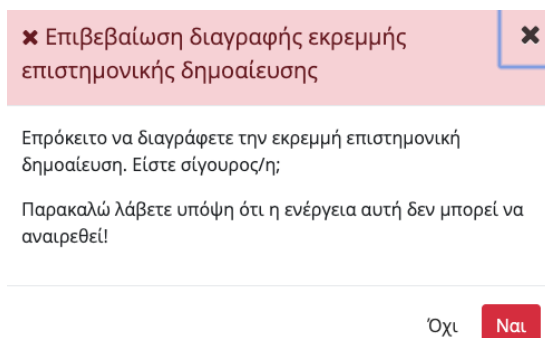 ✖ Επιβεβαίωση διαγραφής εκρεμμής ✖
επιστημονικής δημοαίευσης
Επρόκειτο να διαγράφετε την εκρεμμή επιστημονική
δημοαίευση. Είστε σίγουρος/η;
Παρακαλώ λάβετε υπόψη ότι η ενέργεια αυτή δεν μπορεί να
αναιρεθεί!
Όχι Ναι